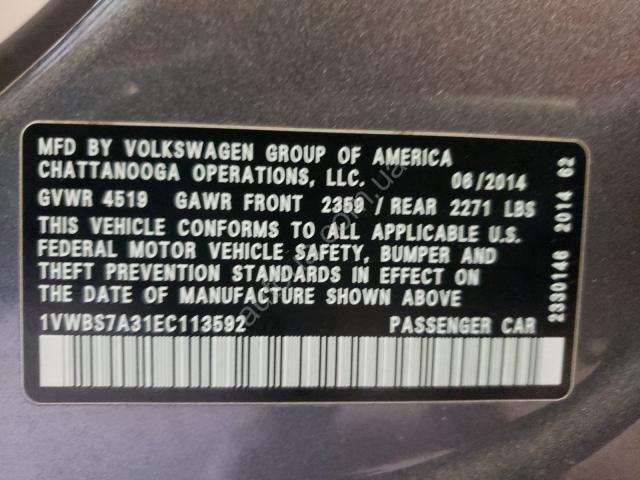 MFD BY VOLKSWAGEN GROUP OF AMERICA
CHATTANOOGA OPERATIONS, LLC. 06/2014
GVWR 4519 GAWR FRONT 2359 / REAR 2271 LBS
THIS VEHICLE CONFORMS TO ALL APPLICABLE U.S.
FEDERAL MOTOR VEHICLE SAFETY, BUMPER AND
THEFT PREVENTION STANDARDS IN EFFECT ON
THE DATE OF MANUFACTURE SHOWN ABOVE
1VWBS7A31EC113592 PASSENGER CAR
2330146 2014 62